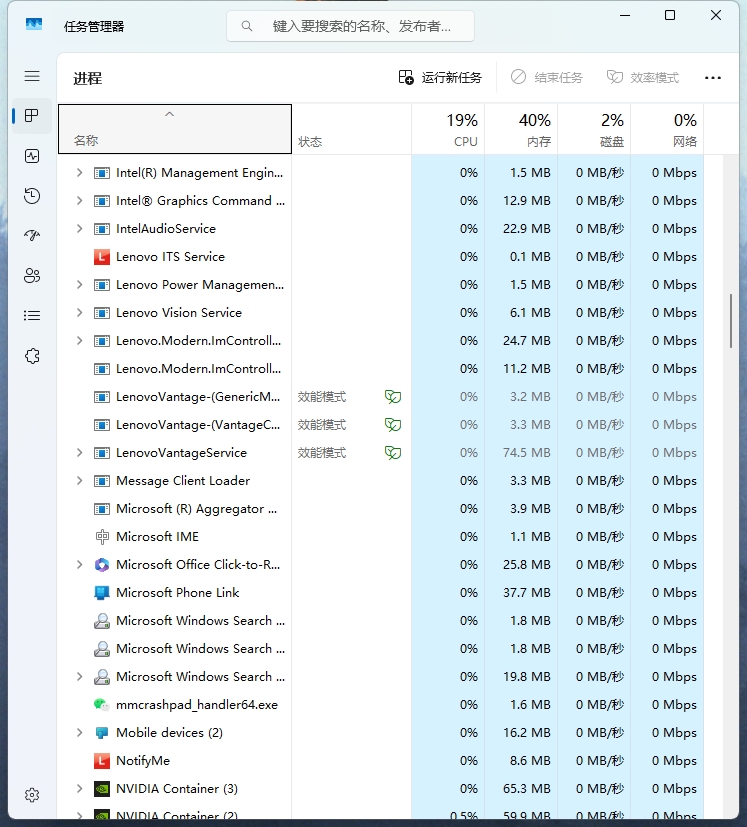 任务管理器
键入要搜索的名称、发布者...
进程
运行新任务
结束任务
效率模式
名称 状态 19% CPU 40% 内存 2% 磁盘 0% 网络
Intel(R) Management Engin... 0% 1.5 MB 0 MB/秒 0 Mbps
Intel® Graphics Command ... 0% 12.9 MB 0 MB/秒 0 Mbps
IntelAudioService 0% 22.9 MB 0 MB/秒 0 Mbps
Lenovo ITS Service 0% 0.1 MB 0 MB/秒 0 Mbps
Lenovo Power Managemen... 0% 1.5 MB 0 MB/秒 0 Mbps
Lenovo Vision Service 0% 6.1 MB 0 MB/秒 0 Mbps
Lenovo.Modern.ImControll... 0% 24.7 MB 0 MB/秒 0 Mbps
Lenovo.Modern.ImControll... 0% 11.2 MB 0 MB/秒 0 Mbps
LenovoVantage-(GenericM... 效能模式 0% 3.2 MB 0 MB/秒 0 Mbps
LenovoVantage-(VantageC... 效能模式 0% 3.3 MB 0 MB/秒 0 Mbps
LenovoVantageService 效能模式 0% 74.5 MB 0 MB/秒 0 Mbps
Message Client Loader 0% 3.3 MB 0 MB/秒 0 Mbps
Microsoft (R) Aggregator ... 0% 3.9 MB 0 MB/秒 0 Mbps
Microsoft IME 0% 1.1 MB 0 MB/秒 0 Mbps
Microsoft Office Click-to-R... 0% 25.8 MB 0 MB/秒 0 Mbps
Microsoft Phone Link 0% 37.7 MB 0 MB/秒 0 Mbps
Microsoft Windows Search ... 0% 1.8 MB 0 MB/秒 0 Mbps
Microsoft Windows Search ... 0% 1.8 MB 0 MB/秒 0 Mbps
Microsoft Windows Search ... 0% 19.8 MB 0 MB/秒 0 Mbps
mmcrashpad_handler64.exe 0% 1.6 MB 0 MB/秒 0 Mbps
Mobile devices (2) 0% 16.2 MB 0 MB/秒 0 Mbps
NotifyMe 0% 8.6 MB 0 MB/秒 0 Mbps
NVIDIA Container (3) 0% 65.3 MB 0 MB/秒 0 Mbps
NVIDIA Container (2) 0.5% 59.9 MB 0 MB/秒 0 Mbps